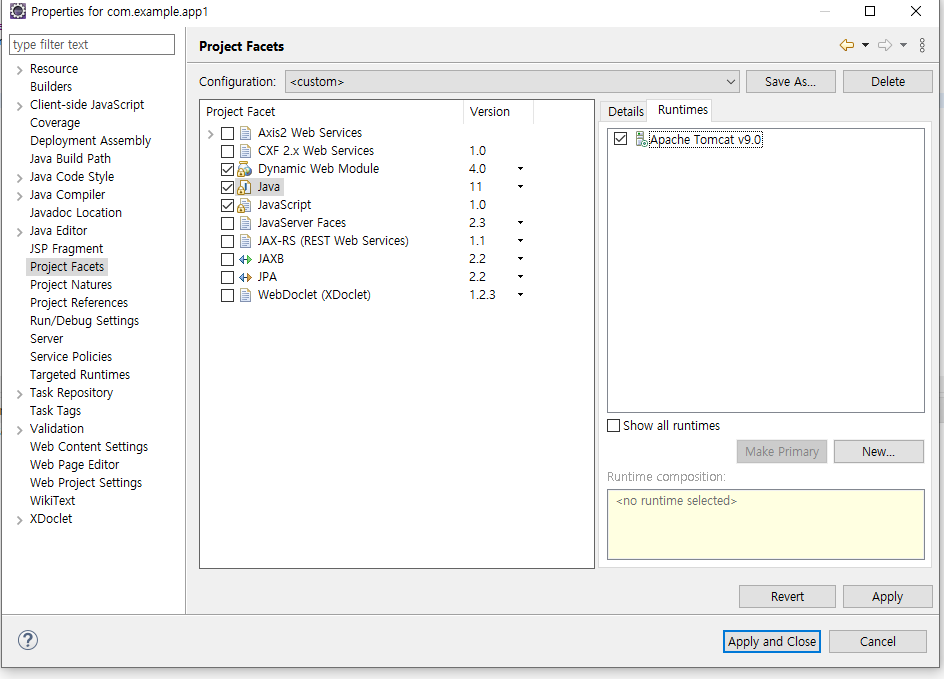 Properties for com.example.app1
type filter text
Resource
Builders
Client-side JavaScript
Coverage
Deployment Assembly
Java Build Path
Java Code Style
Java Compiler
Javadoc Location
Java Editor
JSP Fragment
Project Facets
Project Natures
Project References
Run/Debug Settings
Server
Service Policies
Targeted Runtimes
Task Repository
Task Tags
Validation
Web Content Settings
Web Page Editor
Web Project Settings
WikiText
XDoclet
Project Facets
Configuration: <custom> Save As... Delete
Project Facet Version
Axis2 Web Services
CXF 2.x Web Services 1.0
Dynamic Web Module 4.0
Java 11
JavaScript 1.0
JavaServer Faces 2.3
JAX-RS (REST Web Services) 1.1
JAXB 2.2
JPA 2.2
WebDoclet (XDoclet) 1.2.3
Details Runtimes
Apache Tomcat v9.0
Show all runtimes
Make Primary New...
Runtime composition:
<no runtime selected>
Revert Apply
? Apply and Close Cancel